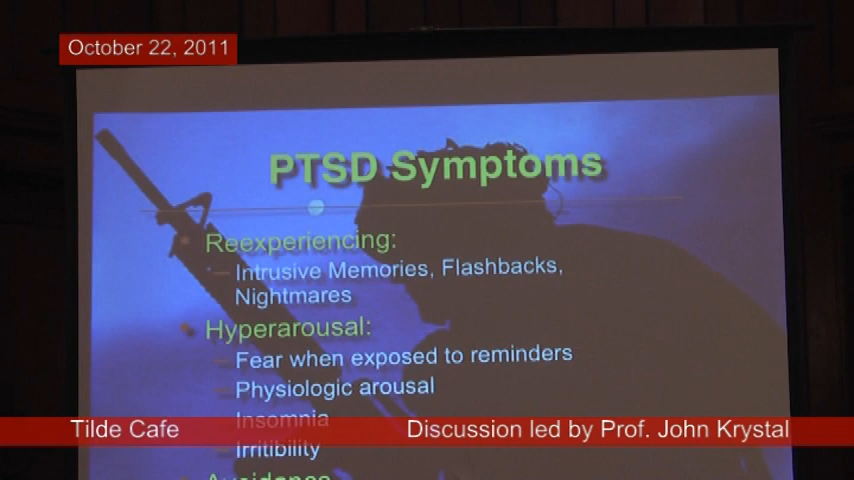 October 22, 2011
PTSD Symptoms
Reexperiencing:
– Intrusive Memories, Flashbacks,
Nightmares
Hyperarousal:
– Fear when exposed to reminders
– Physiologic arousal
– Insomnia
– Irritibility
Tilde Cafe
Discussion led by Prof. John Krystal
Avoidance